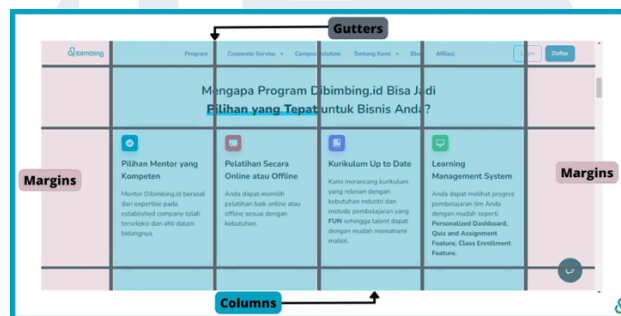 Gutters
dibimbing
Program Corporate Service Campus Solution Tentang Kami Blog Afiliasi Login Daftar
Mengapa Program Dibimbing.id Bisa Jadi
Pilihan yang Tepat untuk Bisnis Anda?
Pilihan Mentor yang
Kompeten
Mentor Dibimbing.id berasal
dari expertise pada
established company telah
terseleksi dan ahli dalam
bidangnya.
Pelatihan Secara
Online atau Offline
Anda dapat memilih
pelatihan baik online atau
offline sesuai dengan
kebutuhan.
Kurikulum Up to Date
Kami merancang kurikulum
yang relevan dengan
kebutuhan industri dan
metode pembelajaran yang
FUN sehingga talent dapat
dengan mudah memahami
materi.
Learning
Management System
Anda dapat melihat progres
pembelajaran tim Anda
dengan mudah seperti
Personalized Dashboard,
Quiz and Assignment
Feature, Class Enrollment
Feature.
Margins
Margins
Columns